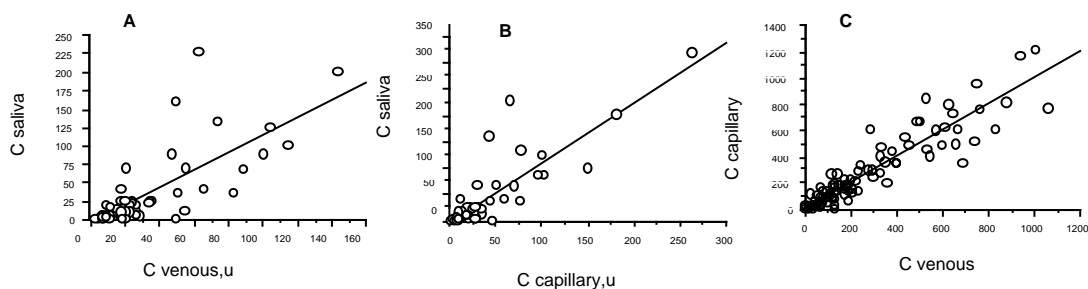 A
C saliva
250
225
200
175
150
125
100
75
50
25
0
0 20 40 60 80 100 120 140 160
C venous,u
B
C saliva
350
300
250
200
150
100
50
0
0 50 100 150 200 250 300
C capillary,u
C
C capillary
1200
1000
800
600
400
200
0
0 200 400 600 800 1000 1200
C venous